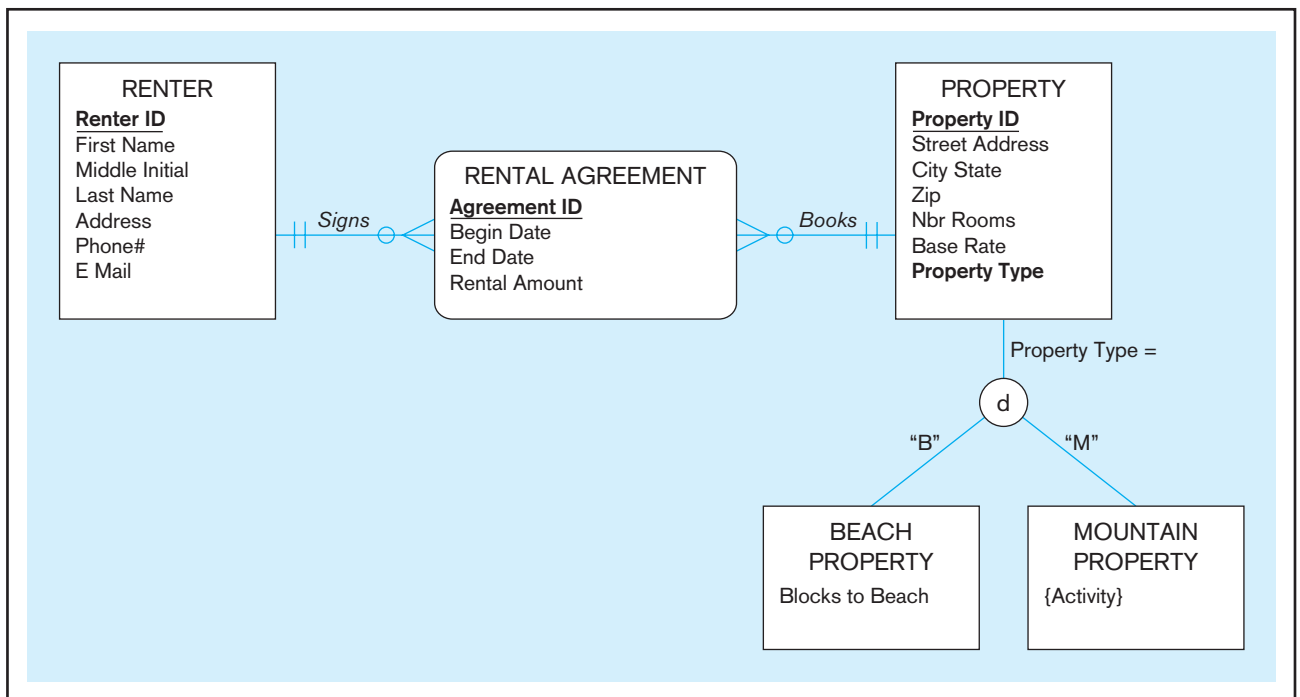 RENTER
Renter ID
First Name
Middle Initial
Last Name
Address
Phone#
E Mail
Signs
RENTAL AGREEMENT
Agreement ID
Begin Date
End Date
Rental Amount
Books
PROPERTY
Property ID
Street Address
City State
Zip
Nbr Rooms
Base Rate
Property Type
Property Type =
d
“B”
“M”
BEACH
PROPERTY
Blocks to Beach
MOUNTAIN
PROPERTY
{Activity}